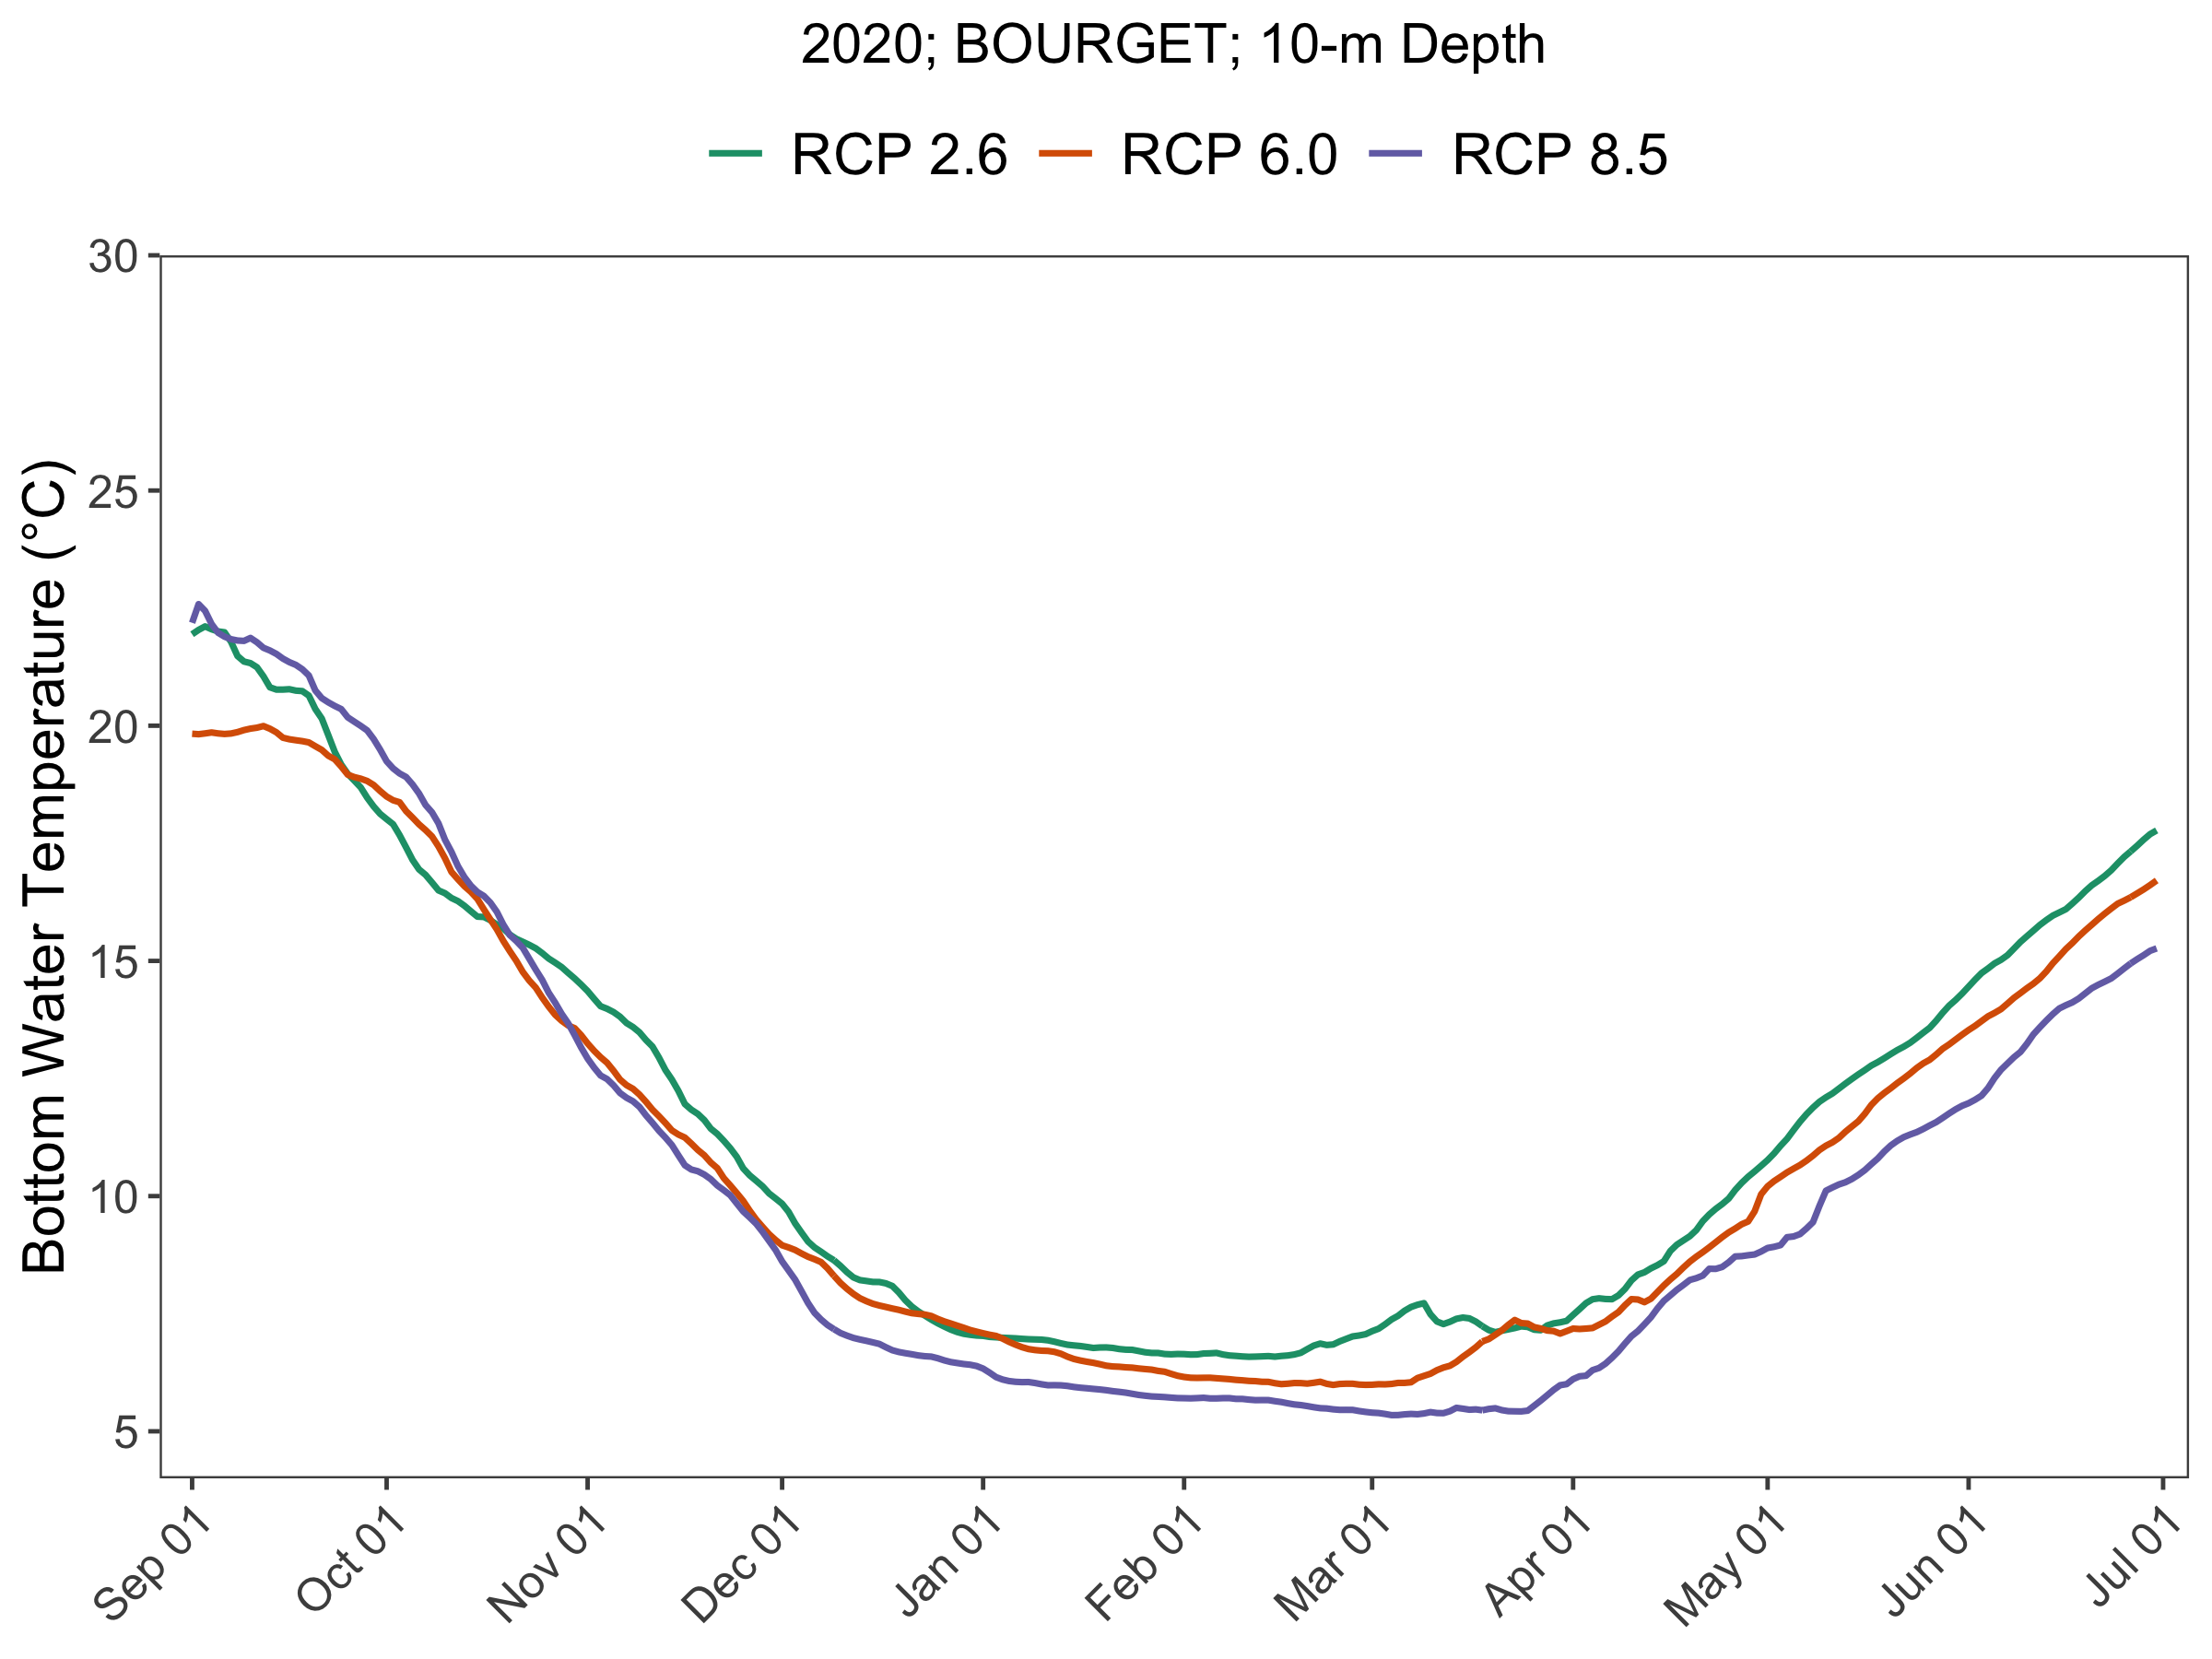 2020; BOURGET; 10-m Depth
RCP 2.6 RCP 6.0 RCP 8.5
Bottom Water Temperature (°C)
30
25
20
15
10
5
Sep 01 Oct 01 Nov 01 Dec 01 Jan 01 Feb 01 Mar 01 Apr 01 May 01 Jun 01 Jul 01